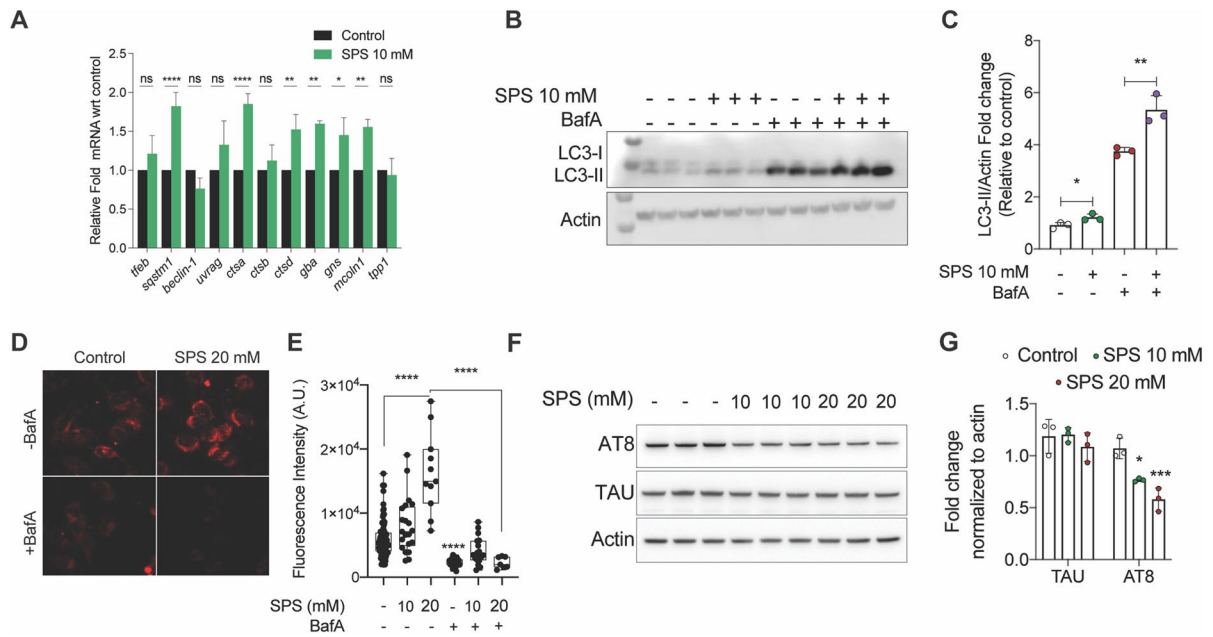 A
Control
SPS 10 mM
Relative Fold mRNA wrt control
2.5
2.0
1.5
1.0
0.5
0.0
ns **** ns ns **** ns ** ** * ** ns
tfeb sqstm1 beclin-1 uvrag ctsa ctsb ctsd gba gns mcoln1 tpp1
B
SPS 10 mM - - - + + + - - - + + +
BafA - - - - - - + + + + + +
LC3-I
LC3-II
Actin
C
LC3-II/Actin Fold change
(Relative to control)
8
6
4
2
0
*
**
SPS 10 mM - + - +
BafA - - + +
D
Control SPS 20 mM
-BafA
+BafA
E
Fluorescence Intensity (A.U.)
3×10⁴
2×10⁴
1×10⁴
0
**** ****
****
SPS (mM) - 10 20 - 10 20
BafA - - - + + +
F
SPS (mM) - - - 10 10 10 20 20 20
AT8
TAU
Actin
G
Control SPS 10 mM
SPS 20 mM
Fold change
normalized to actin
1.5
1.0
0.5
0.0
*
***
TAU AT8